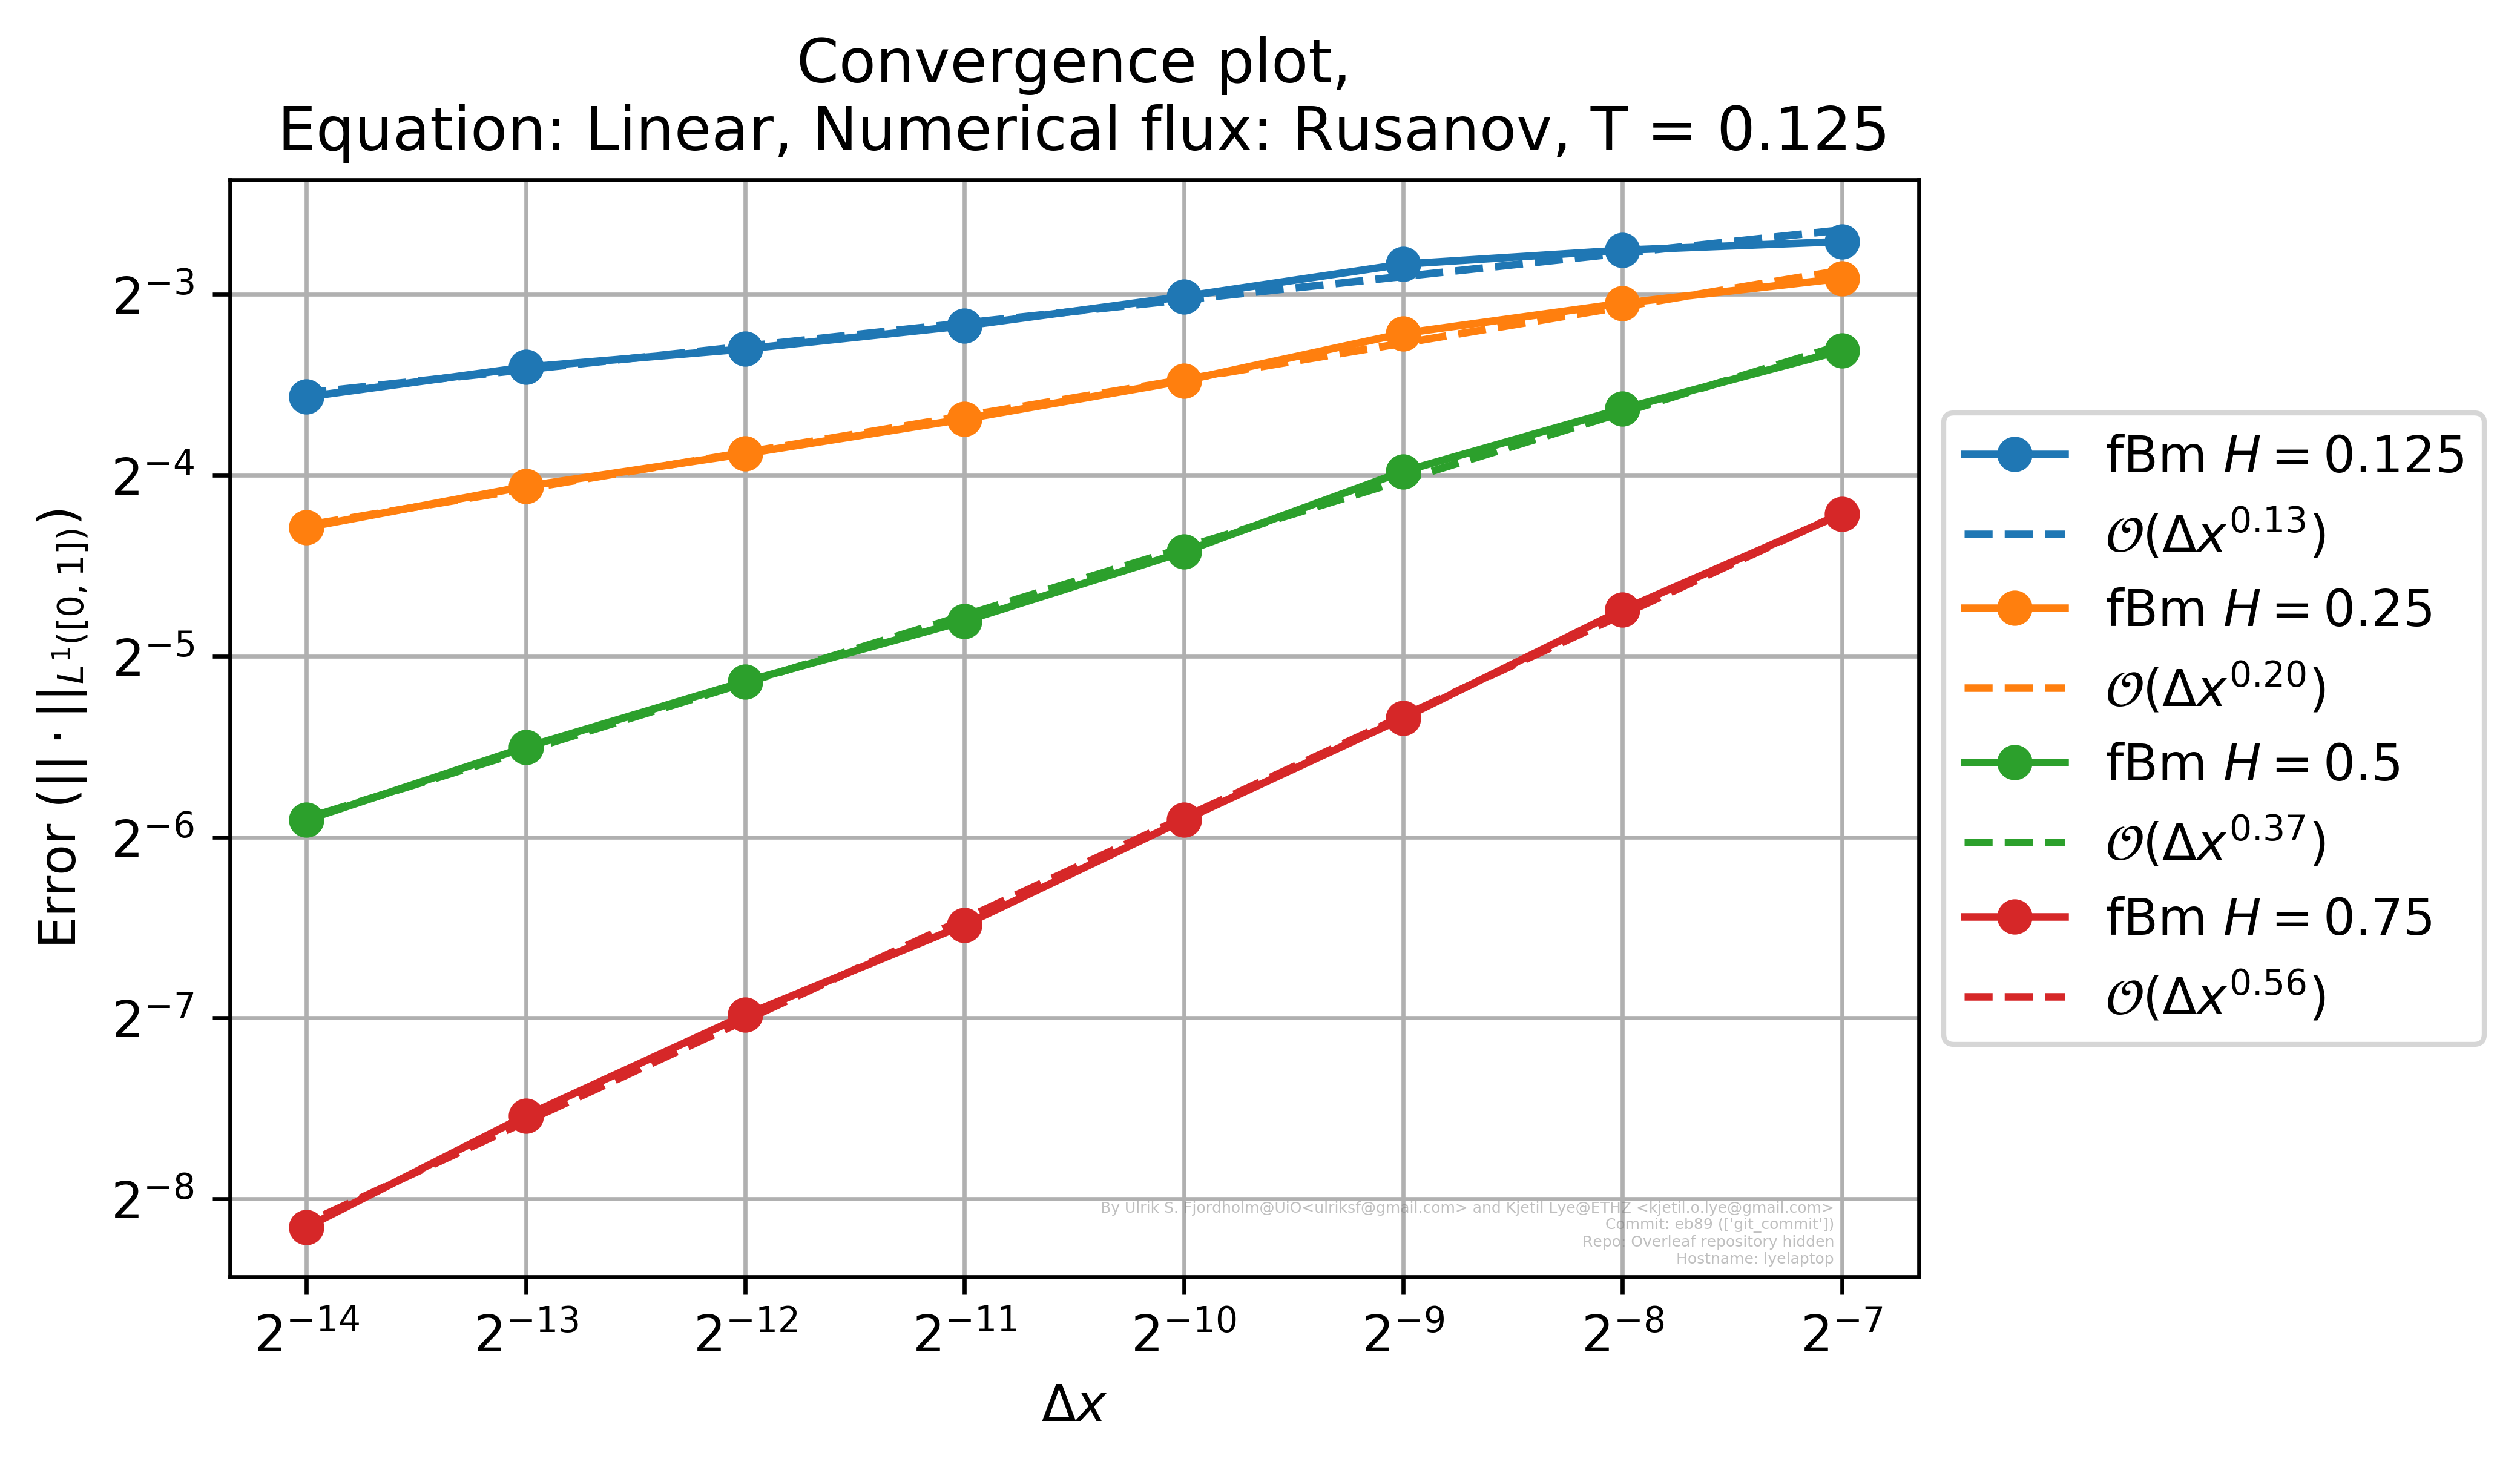 Convergence plot,
Equation: Linear, Numerical flux: Rusanov, T = 0.125
Error (||·||_{L^1([0,1])})
2^{-3}
2^{-4}
2^{-5}
2^{-6}
2^{-7}
2^{-8}
2^{-14} 2^{-13} 2^{-12} 2^{-11} 2^{-10} 2^{-9} 2^{-8} 2^{-7}
Δx
fBm H = 0.125
𝒪(Δx^{0.13})
fBm H = 0.25
𝒪(Δx^{0.20})
fBm H = 0.5
𝒪(Δx^{0.37})
fBm H = 0.75
𝒪(Δx^{0.56})
By Ulrik S. Fjordholm@UiO<ulriksf@gmail.com> and Kjetil Lye@ETHZ <kjetil.o.lye@gmail.com>
Commit: eb89 (['git_commit'])
Repo: Overleaf repository hidden
Hostname: lyelaptop